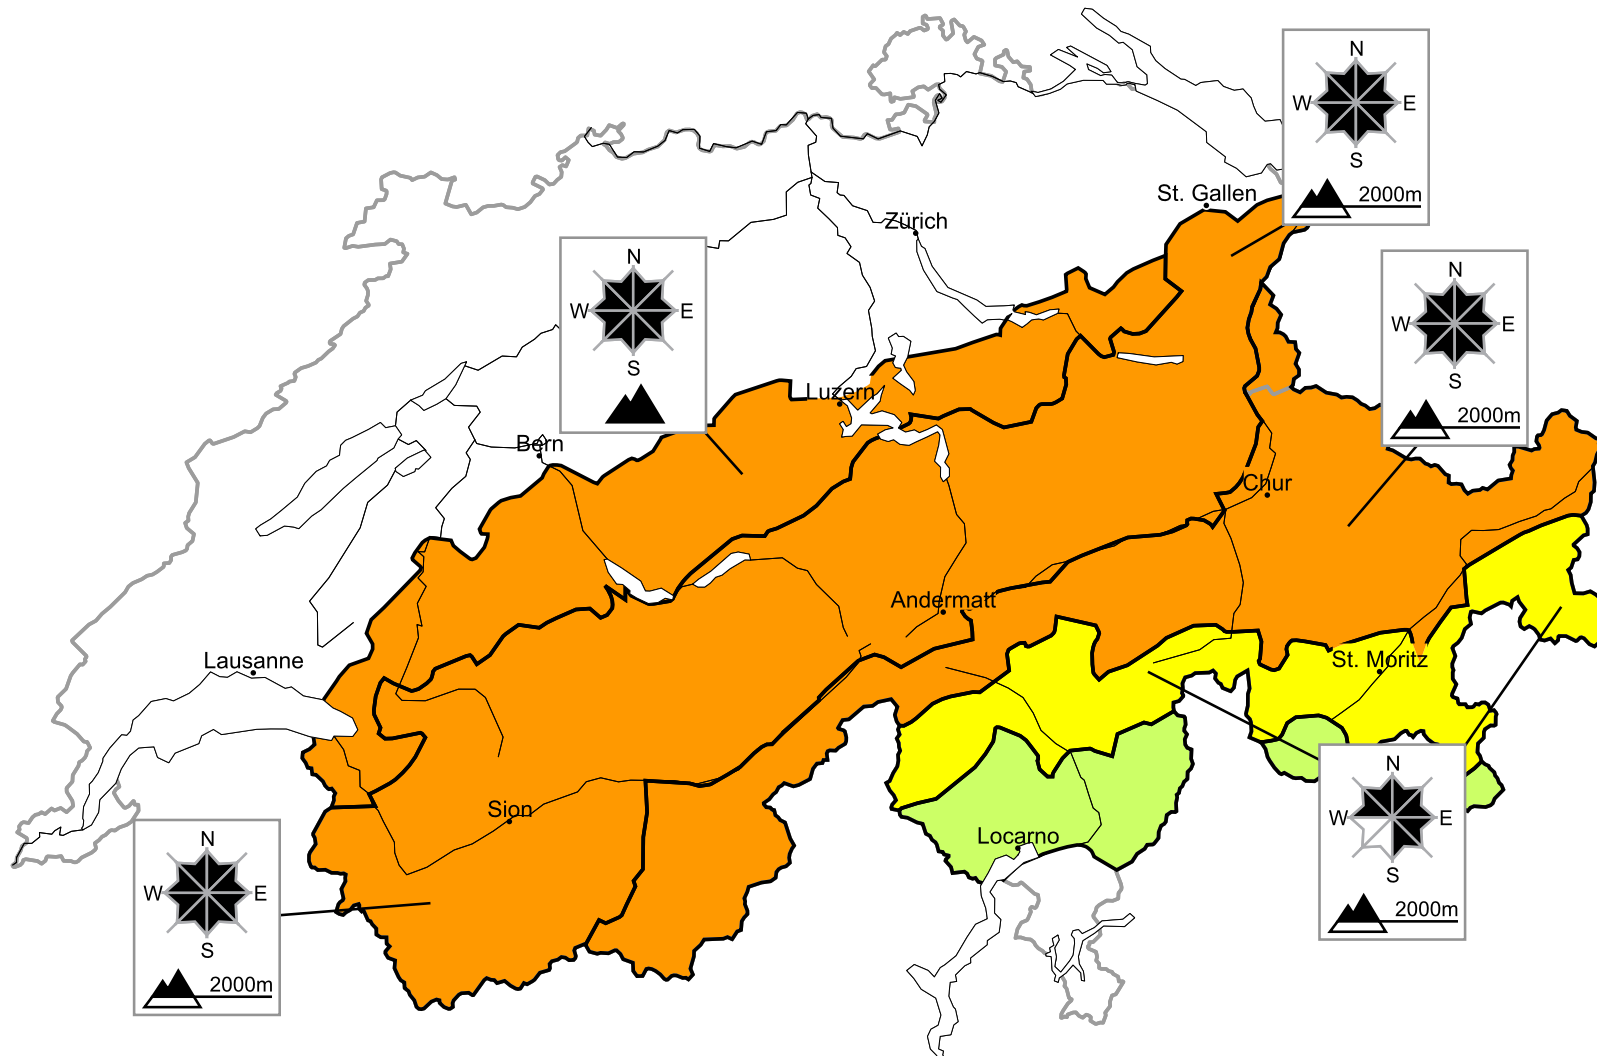 N
W E
S
2000m
St. Gallen
Zürich
N
W E
S
N
W E
S
2000m
Luzern
Bern
Chur
Andermatt
Lausanne
St. Moritz
N
W E
S
2000m
Sion
Locarno
N
W E
S
2000m